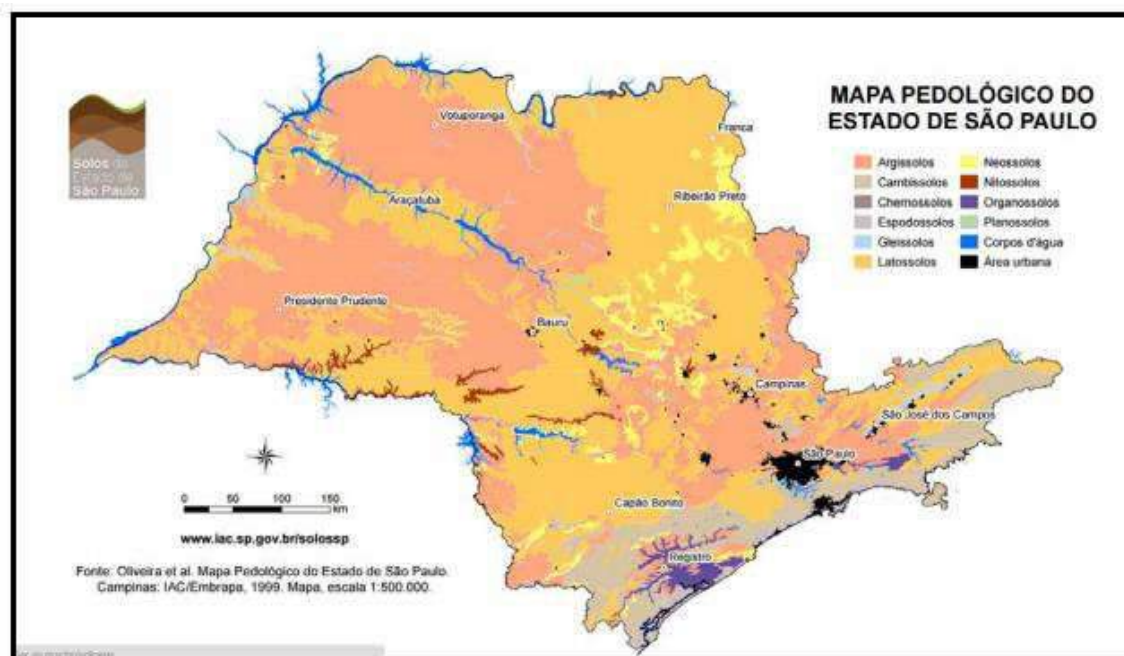 MAPA PEDOLÓGICO DO
ESTADO DE SÃO PAULO
Argissolos
Cambissolos
Chernossolos
Espodossolos
Gleissolos
Latossolos
Neossolos
Nitossolos
Organossolos
Planossolos
Corpos d'água
Área urbana
Solos do
Estado de
São Paulo
Votuporanga
Franca
Araçatuba
Ribeirão Preto
Presidente Prudente
Bauru
Campinas
São José dos Campos
São Paulo
Capão Bonito
Registro
0 50 100 150
km
www.iac.sp.gov.br/solossp
Fonte: Oliveira et al. Mapa Pedológico do Estado de São Paulo.
Campinas: IAC/Embrapa, 1999. Mapa, escala 1:500.000.